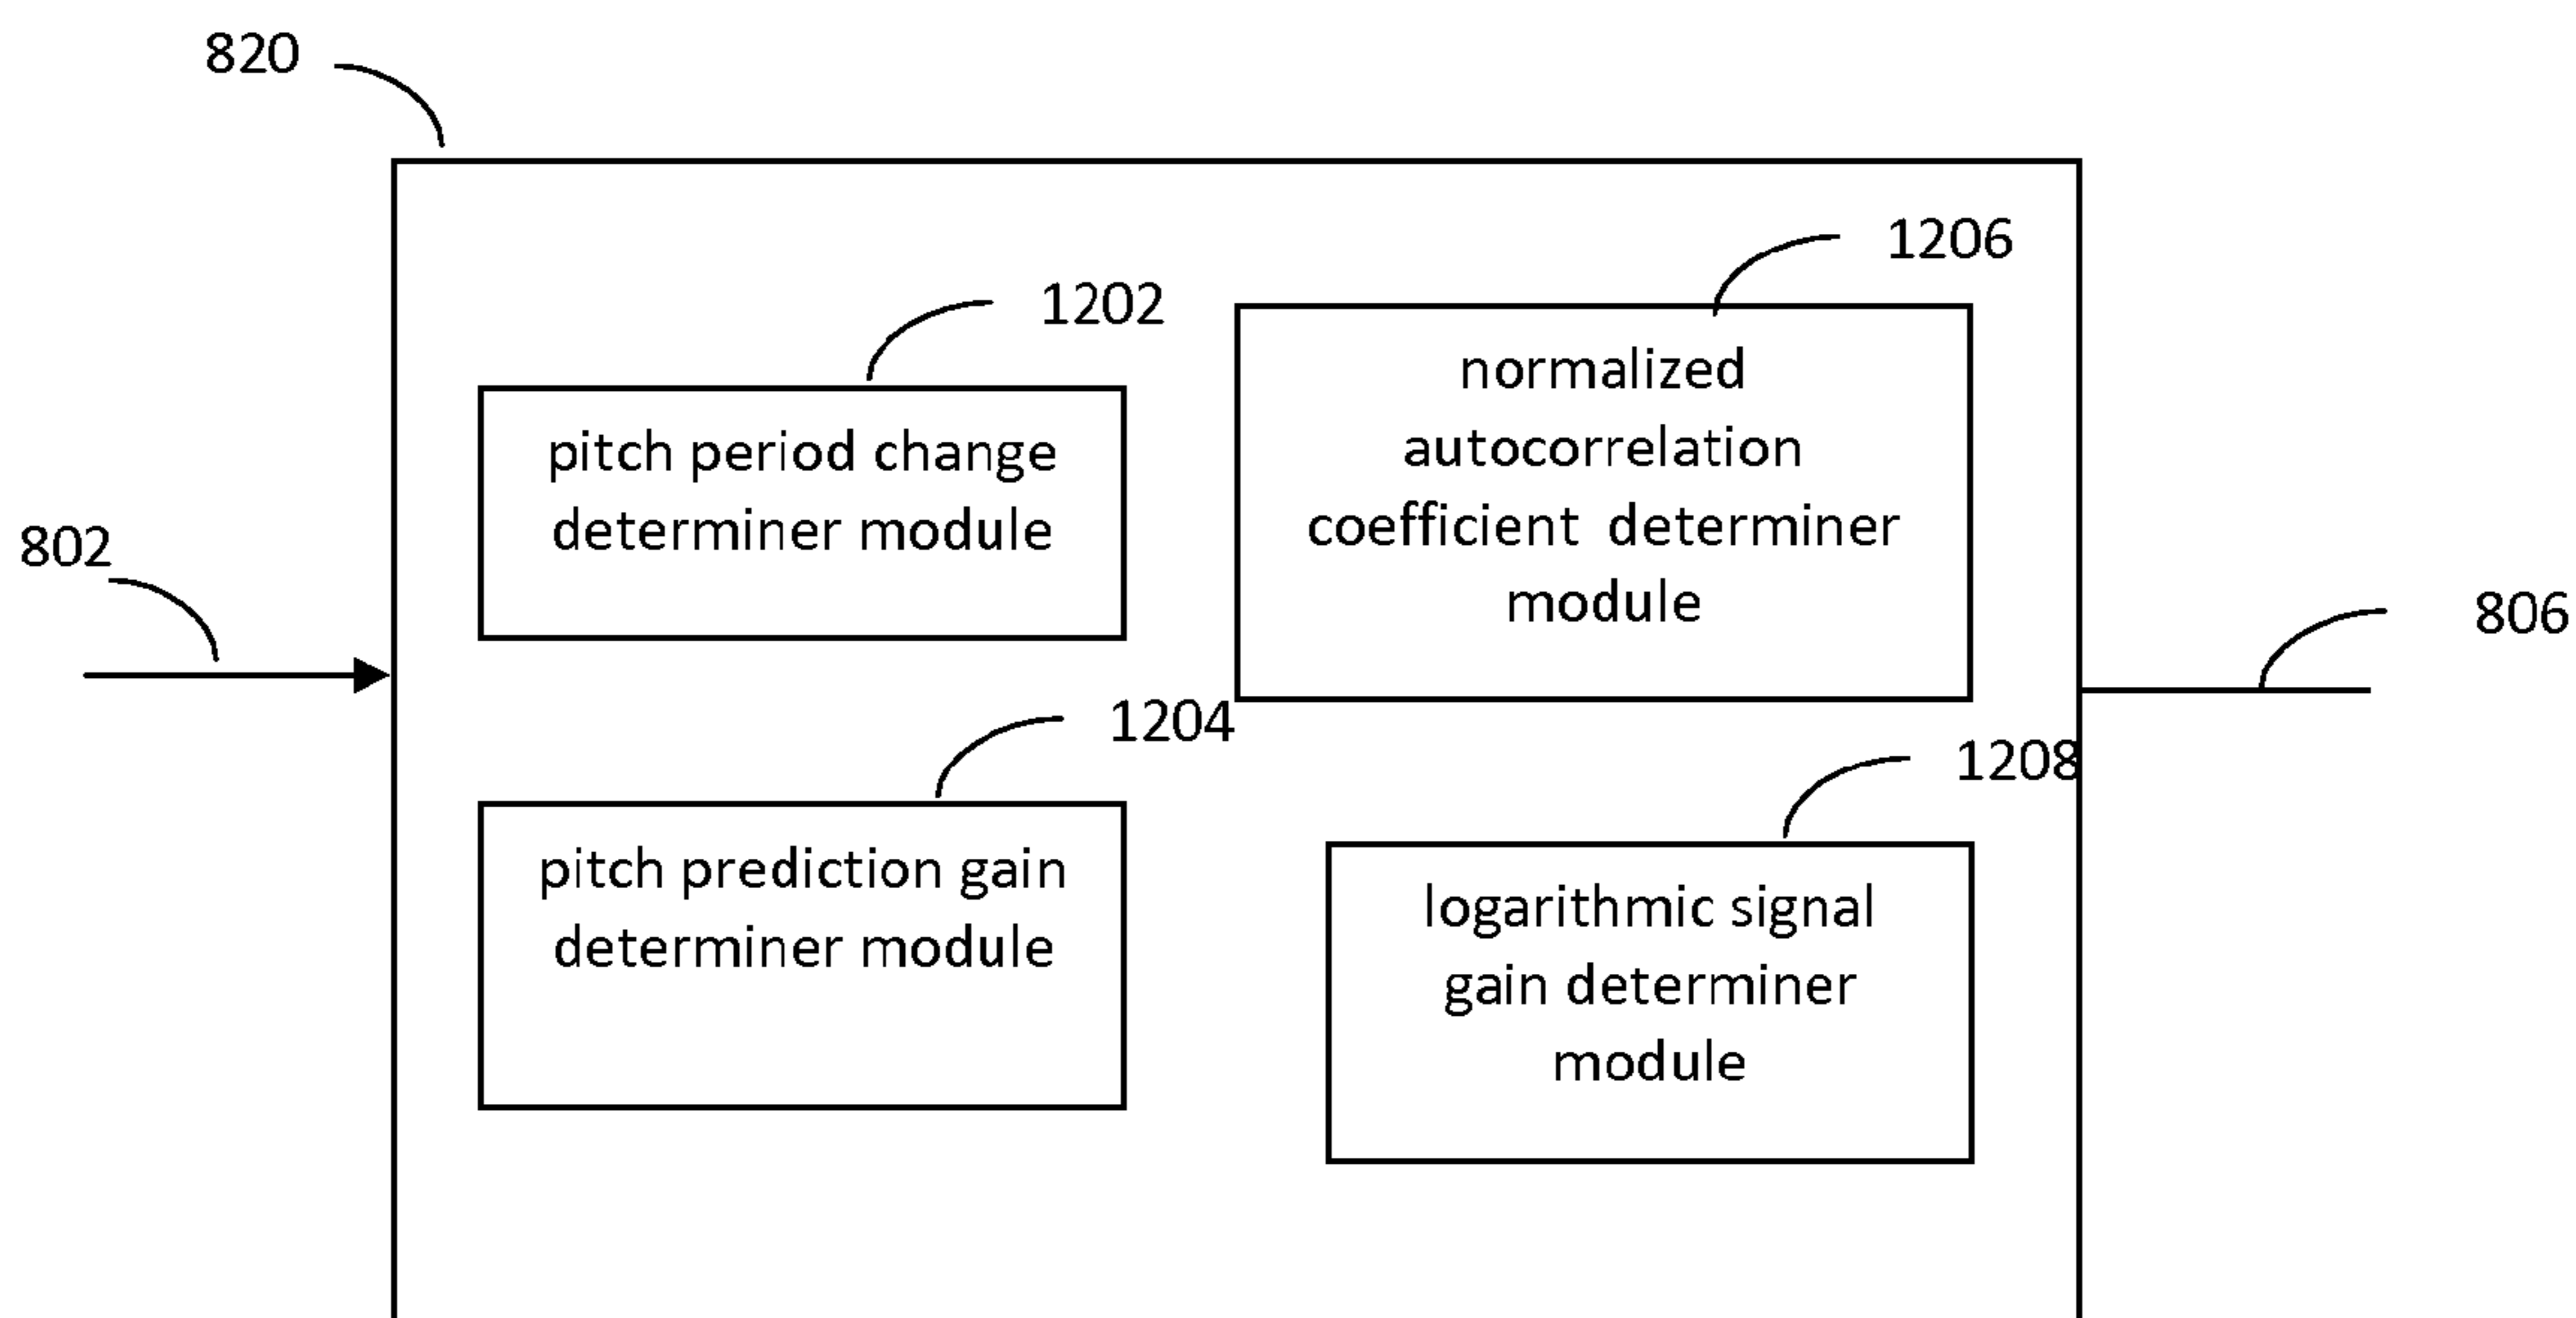 820
1206
1202
normalized
autocorrelation
coefficient  determiner
module
pitch period change
determiner module
802
806
1204
1208
pitch prediction gain
determiner module
logarithmic signal
gain determiner
module